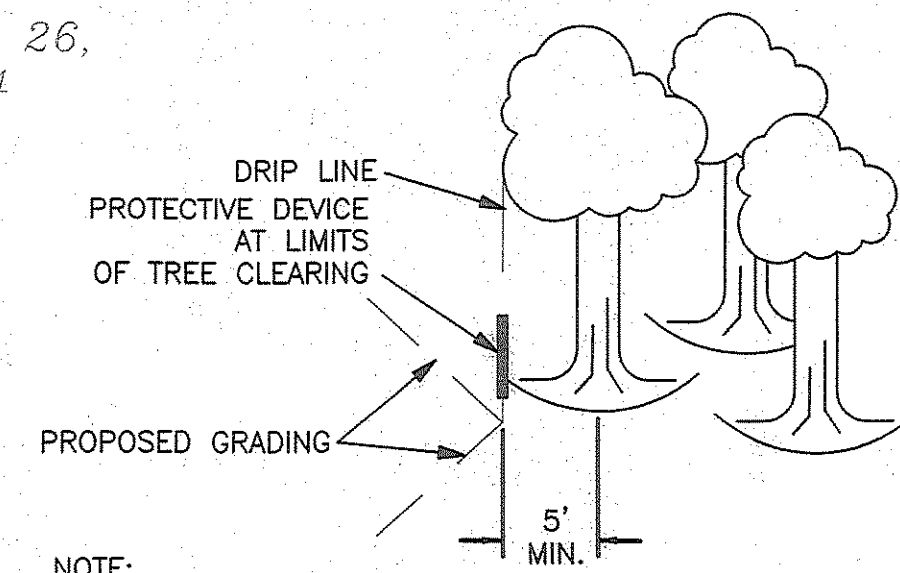 26,
DRIP LINE
PROTECTIVE DEVICE
AT LIMITS
OF TREE CLEARING
PROPOSED GRADING
5'
MIN.
NOTE: